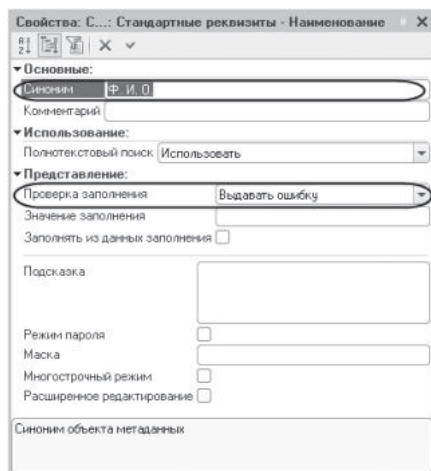 Свойства: С...: Стандартные реквизиты - Наименование
Основные:
Синоним Ф. И. О.
Комментарий
Использование:
Полнотекстовый поиск Использовать
Представление:
Проверка заполнения Выдавать ошибку
Значение заполнения
Заполнять из данных заполнения
Подсказка
Режим пароля
Маска
Многострочный режим
Расширенное редактирование
Синоним объекта метаданных